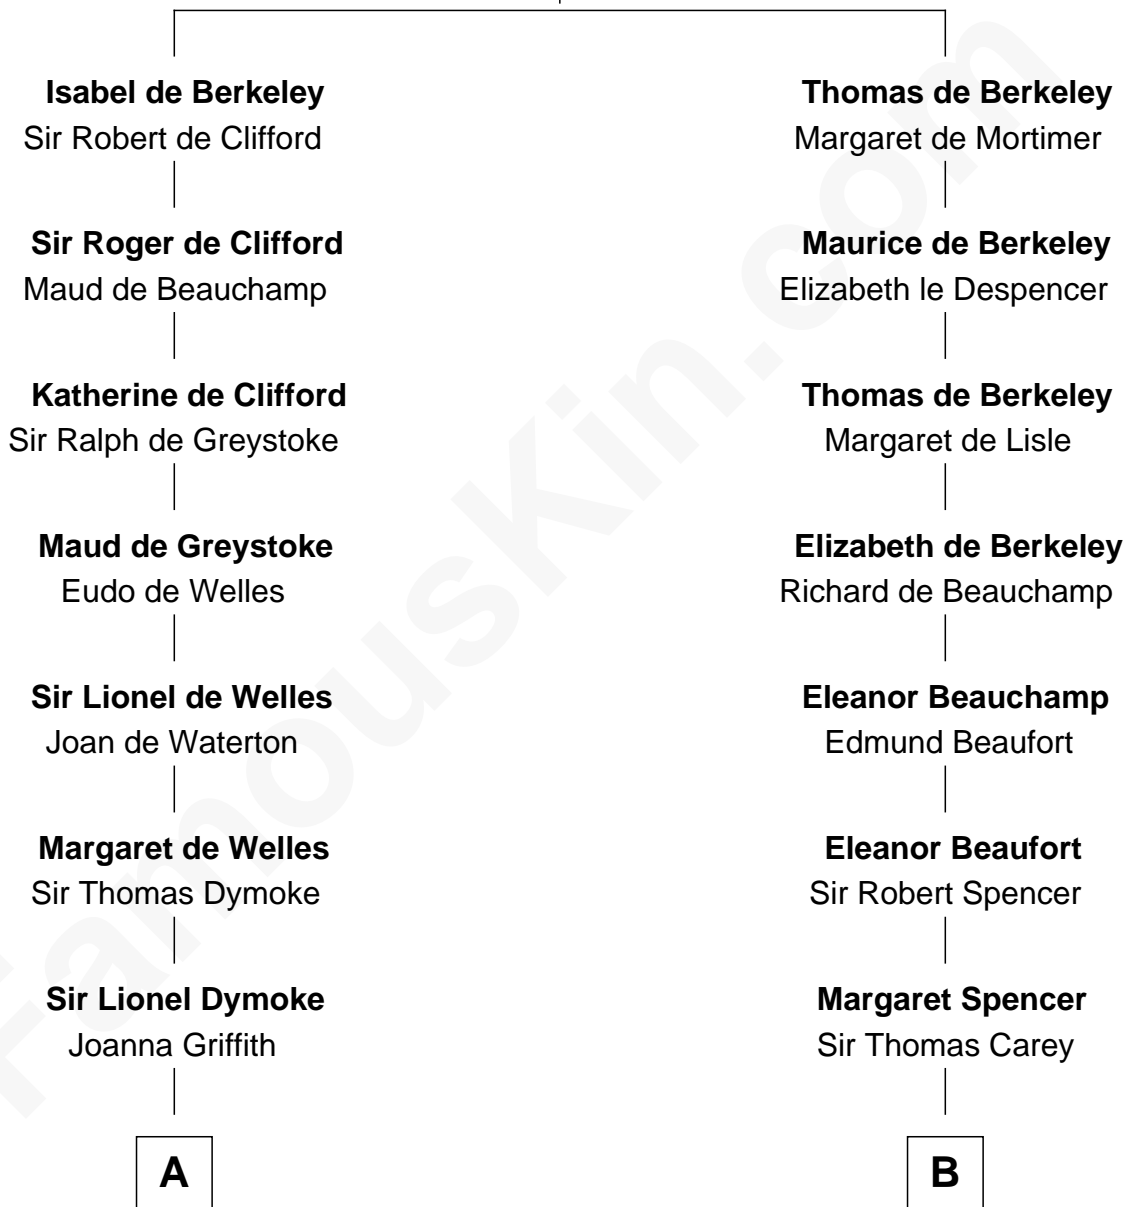 Isabel de Berkeley
Sir Robert de Clifford
Sir Roger de Clifford
Maud de Beauchamp
Katherine de Clifford
Sir Ralph de Greystoke
Maud de Greystoke
Eudo de Welles
Sir Lionel de Welles
Joan de Waterton
Margaret de Welles
Sir Thomas Dymoke
Sir Lionel Dymoke
Joanna Griffith
A
Thomas de Berkeley
Margaret de Mortimer
Maurice de Berkeley
Elizabeth le Despencer
Thomas de Berkeley
Margaret de Lisle
Elizabeth de Berkeley
Richard de Beauchamp
Eleanor Beauchamp
Edmund Beaufort
Eleanor Beaufort
Sir Robert Spencer
Margaret Spencer
Sir Thomas Carey
B
FamousKin.com